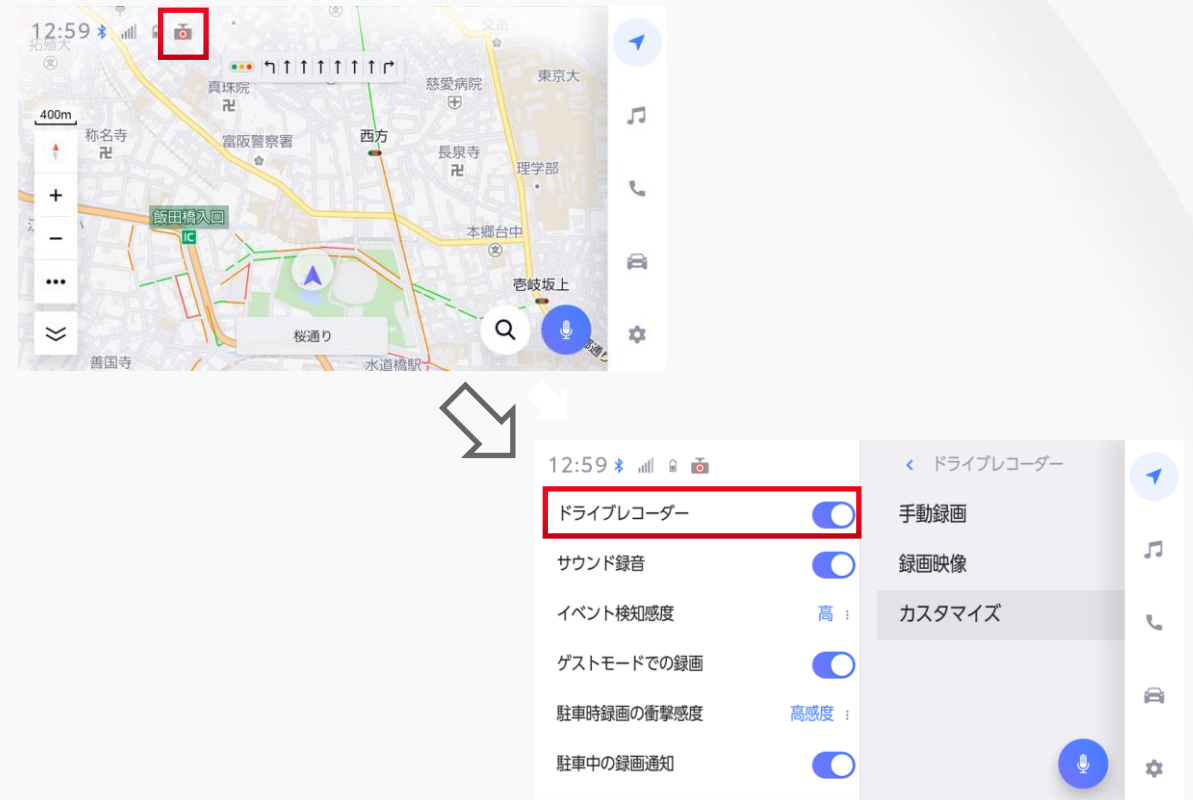 12:59
拓殖大
交番
東京大
慈愛病院
真珠院
400m
称名寺
富阪警察署
西方
長泉寺
理学部
飯田橋入口
IC
本郷台中
壱岐坂上
桜通り
善国寺
水道橋駅
12:59
ドライブレコーダー
サウンド録音
イベント検知感度 高
ゲストモードでの録画
駐車時録画の衝撃感度 高感度
駐車中の録画通知
< ドライブレコーダー
手動録画
録画映像
カスタマイズ